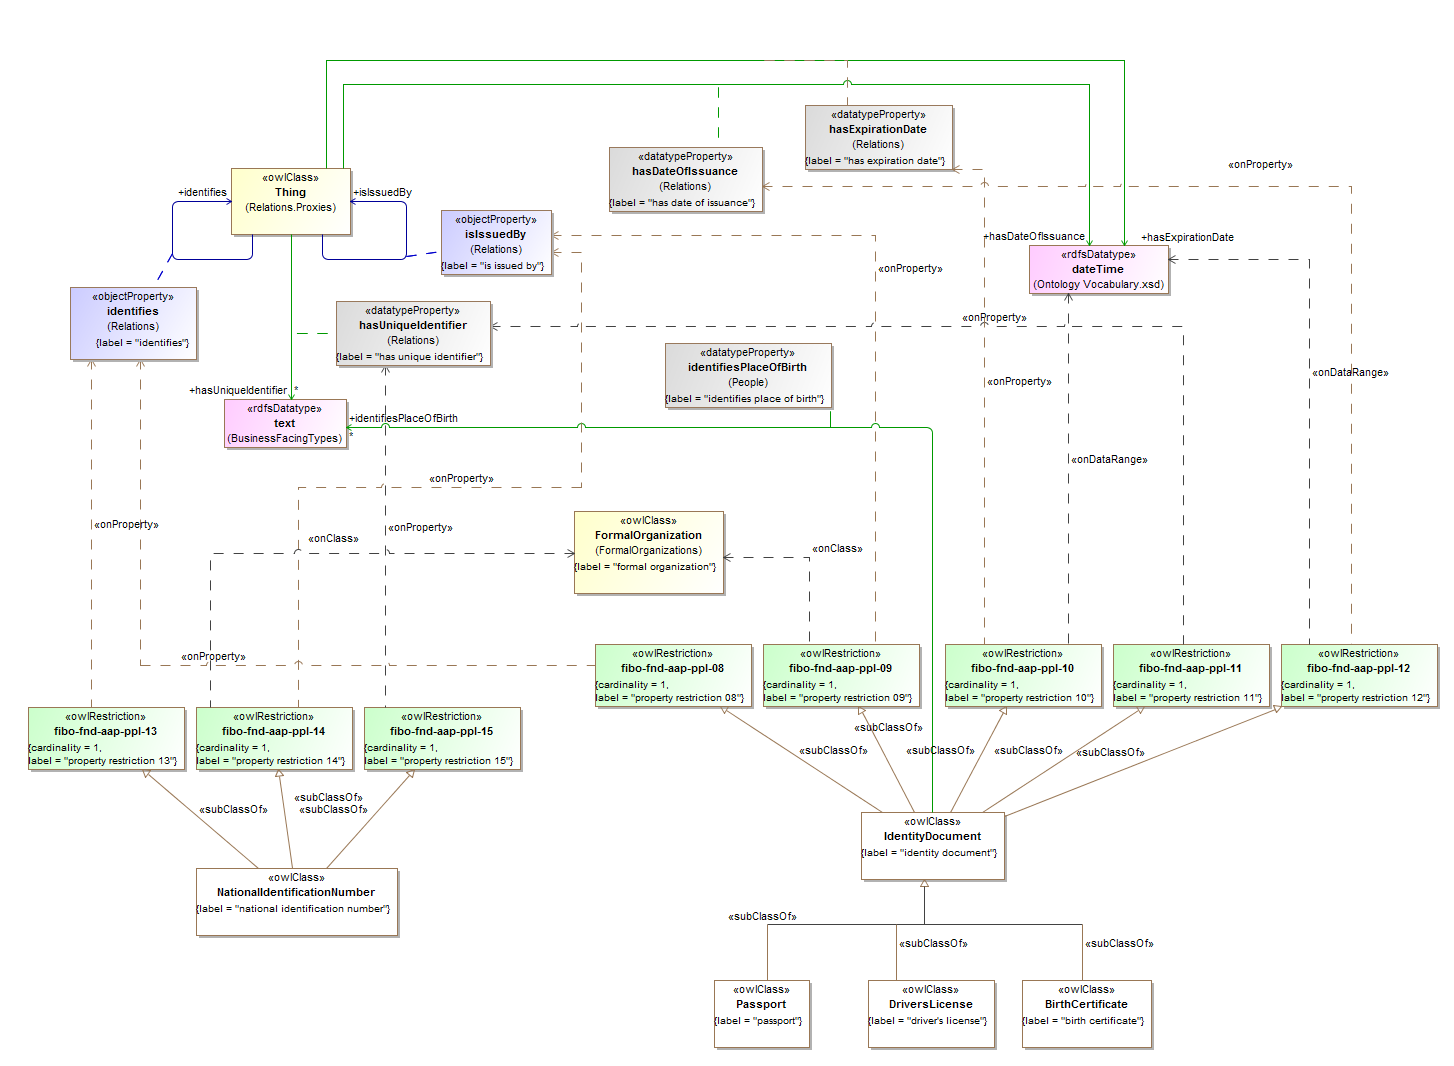 «datatypeProperty»
hasExpirationDate
(Relations)
{label = "has expiration date"}
«datatypeProperty»
hasDateOfIssuance
(Relations)
{label = "has date of issuance"}
«onProperty»
«owlClass»
Thing
(Relations.Proxies)
+identifies
+isIssuedBy
«objectProperty»
isIssuedBy
(Relations)
{label = "is issued by"}
+hasDateOfIssuance
+hasExpirationDate
«rdfsDatatype»
dateTime
(Ontology Vocabulary.xsd)
«onProperty»
«objectProperty»
identifies
(Relations)
{label = "identifies"}
«datatypeProperty»
hasUniqueIdentifier
(Relations)
{label = "has unique identifier"}
«onProperty»
«datatypeProperty»
identifiesPlaceOfBirth
(People)
{label = "identifies place of birth"}
«onProperty»
«onDataRange»
+hasUniqueIdentifier
*
«rdfsDatatype»
text
(BusinessFacingTypes)
+identifiesPlaceOfBirth
*
«onDataRange»
«onProperty»
«onProperty»
«onProperty»
«onClass»
«owlClass»
FormalOrganization
(FormalOrganizations)
{label = "formal organization"}
«onClass»
«onProperty»
«owlRestriction»
fibo-fnd-aap-ppl-08
{cardinality = 1,
label = "property restriction 08"}
«owlRestriction»
fibo-fnd-aap-ppl-09
{cardinality = 1,
label = "property restriction 09"}
«owlRestriction»
fibo-fnd-aap-ppl-10
{cardinality = 1,
label = "property restriction 10"}
«owlRestriction»
fibo-fnd-aap-ppl-11
{cardinality = 1,
label = "property restriction 11"}
«owlRestriction»
fibo-fnd-aap-ppl-12
{cardinality = 1,
label = "property restriction 12"}
«owlRestriction»
fibo-fnd-aap-ppl-13
{cardinality = 1,
label = "property restriction 13"}
«owlRestriction»
fibo-fnd-aap-ppl-14
{cardinality = 1,
label = "property restriction 14"}
«owlRestriction»
fibo-fnd-aap-ppl-15
{cardinality = 1,
label = "property restriction 15"}
«subClassOf»
«subClassOf»
«subClassOf»
«subClassOf»
«subClassOf»
«subClassOf»
«subClassOf»
«subClassOf»
«owlClass»
IdentityDocument
{label = "identity document"}
«owlClass»
NationalIdentificationNumber
{label = "national identification number"}
«subClassOf»
«subClassOf»
«subClassOf»
«owlClass»
Passport
{label = "passport"}
«owlClass»
DriversLicense
{label = "driver's license"}
«owlClass»
BirthCertificate
{label = "birth certificate"}